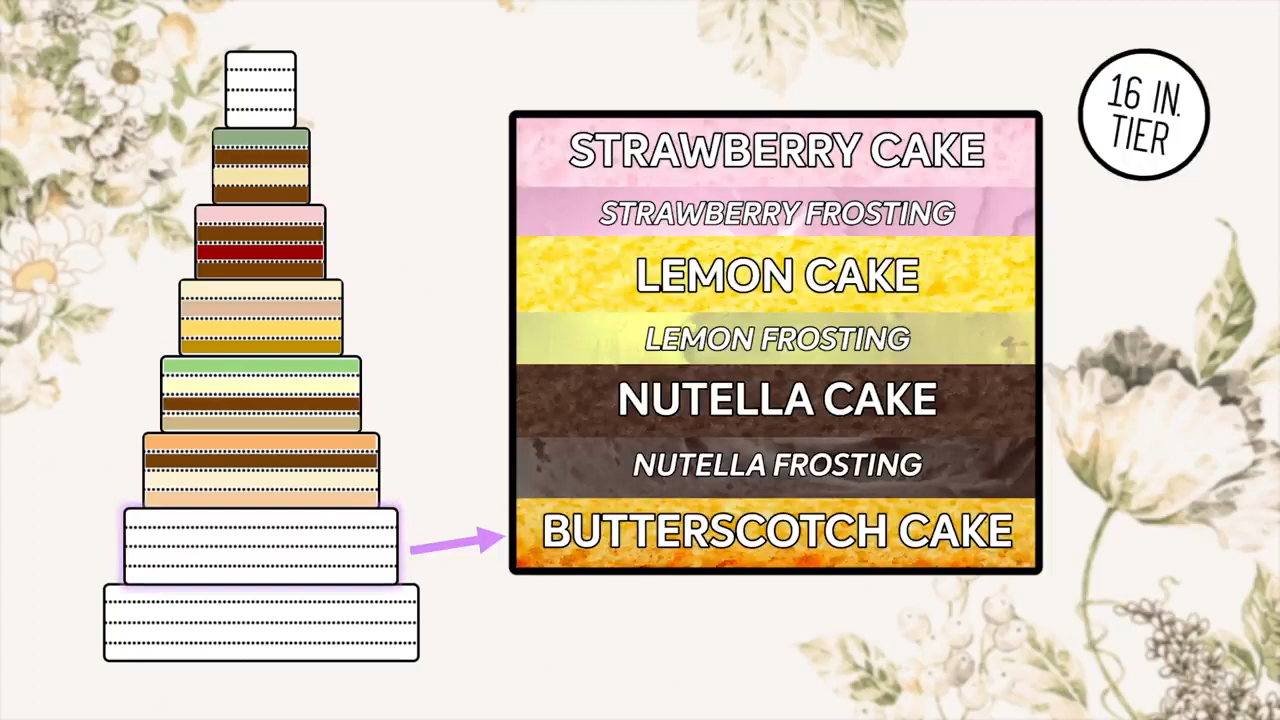 16 IN.
TIER
STRAWBERRY CAKE
STRAWBERRY FROSTING
LEMON CAKE
LEMON FROSTING
NUTELLA CAKE
NUTELLA FROSTING
BUTTERSCOTCH CAKE